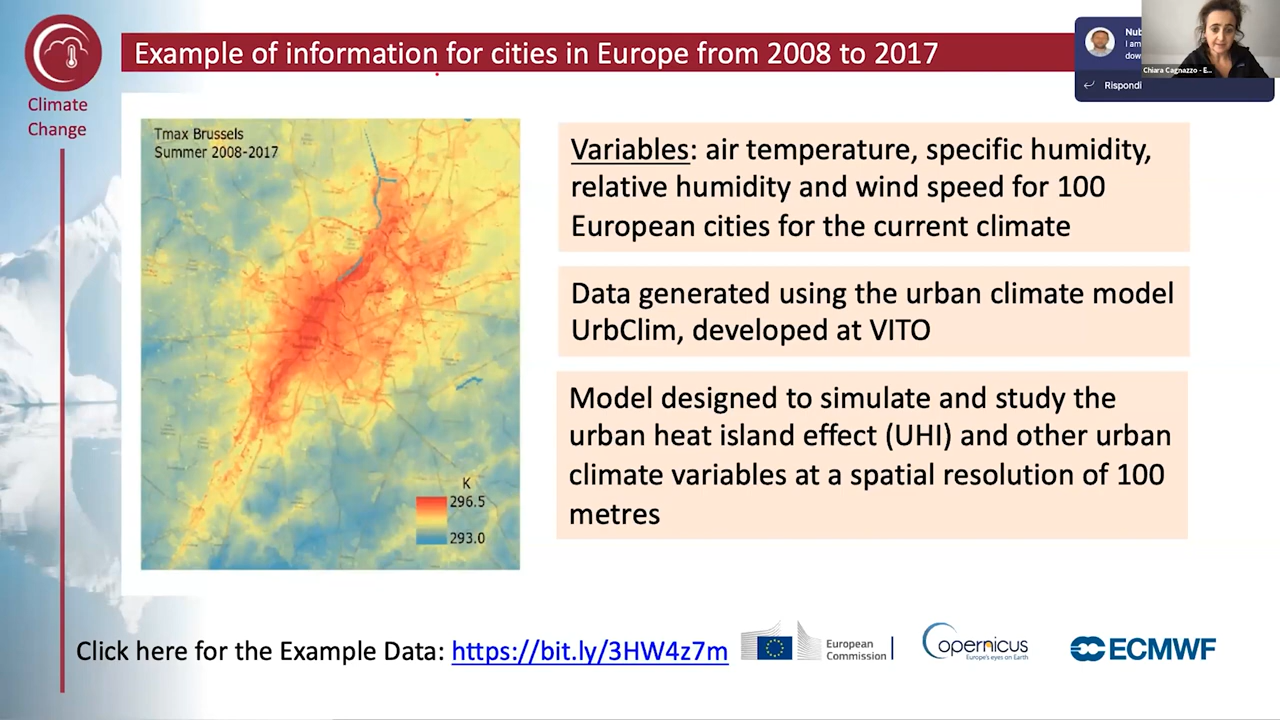 Climate
Change
Example of information for cities in Europe from 2008 to 2017
Nub
I am
dow
Rispondi
Chiara Cagnazzo - E...
Tmax Brussels
Summer 2008-2017
K
296.5
293.0
Variables: air temperature, specific humidity,
relative humidity and wind speed for 100
European cities for the current climate
Data generated using the urban climate model
UrbClim, developed at VITO
Model designed to simulate and study the
urban heat island effect (UHI) and other urban
climate variables at a spatial resolution of 100
metres
Click here for the Example Data: https://bit.ly/3HW4z7m
European
Commission
Copernicus
Europe's eyes on Earth
ECMWF